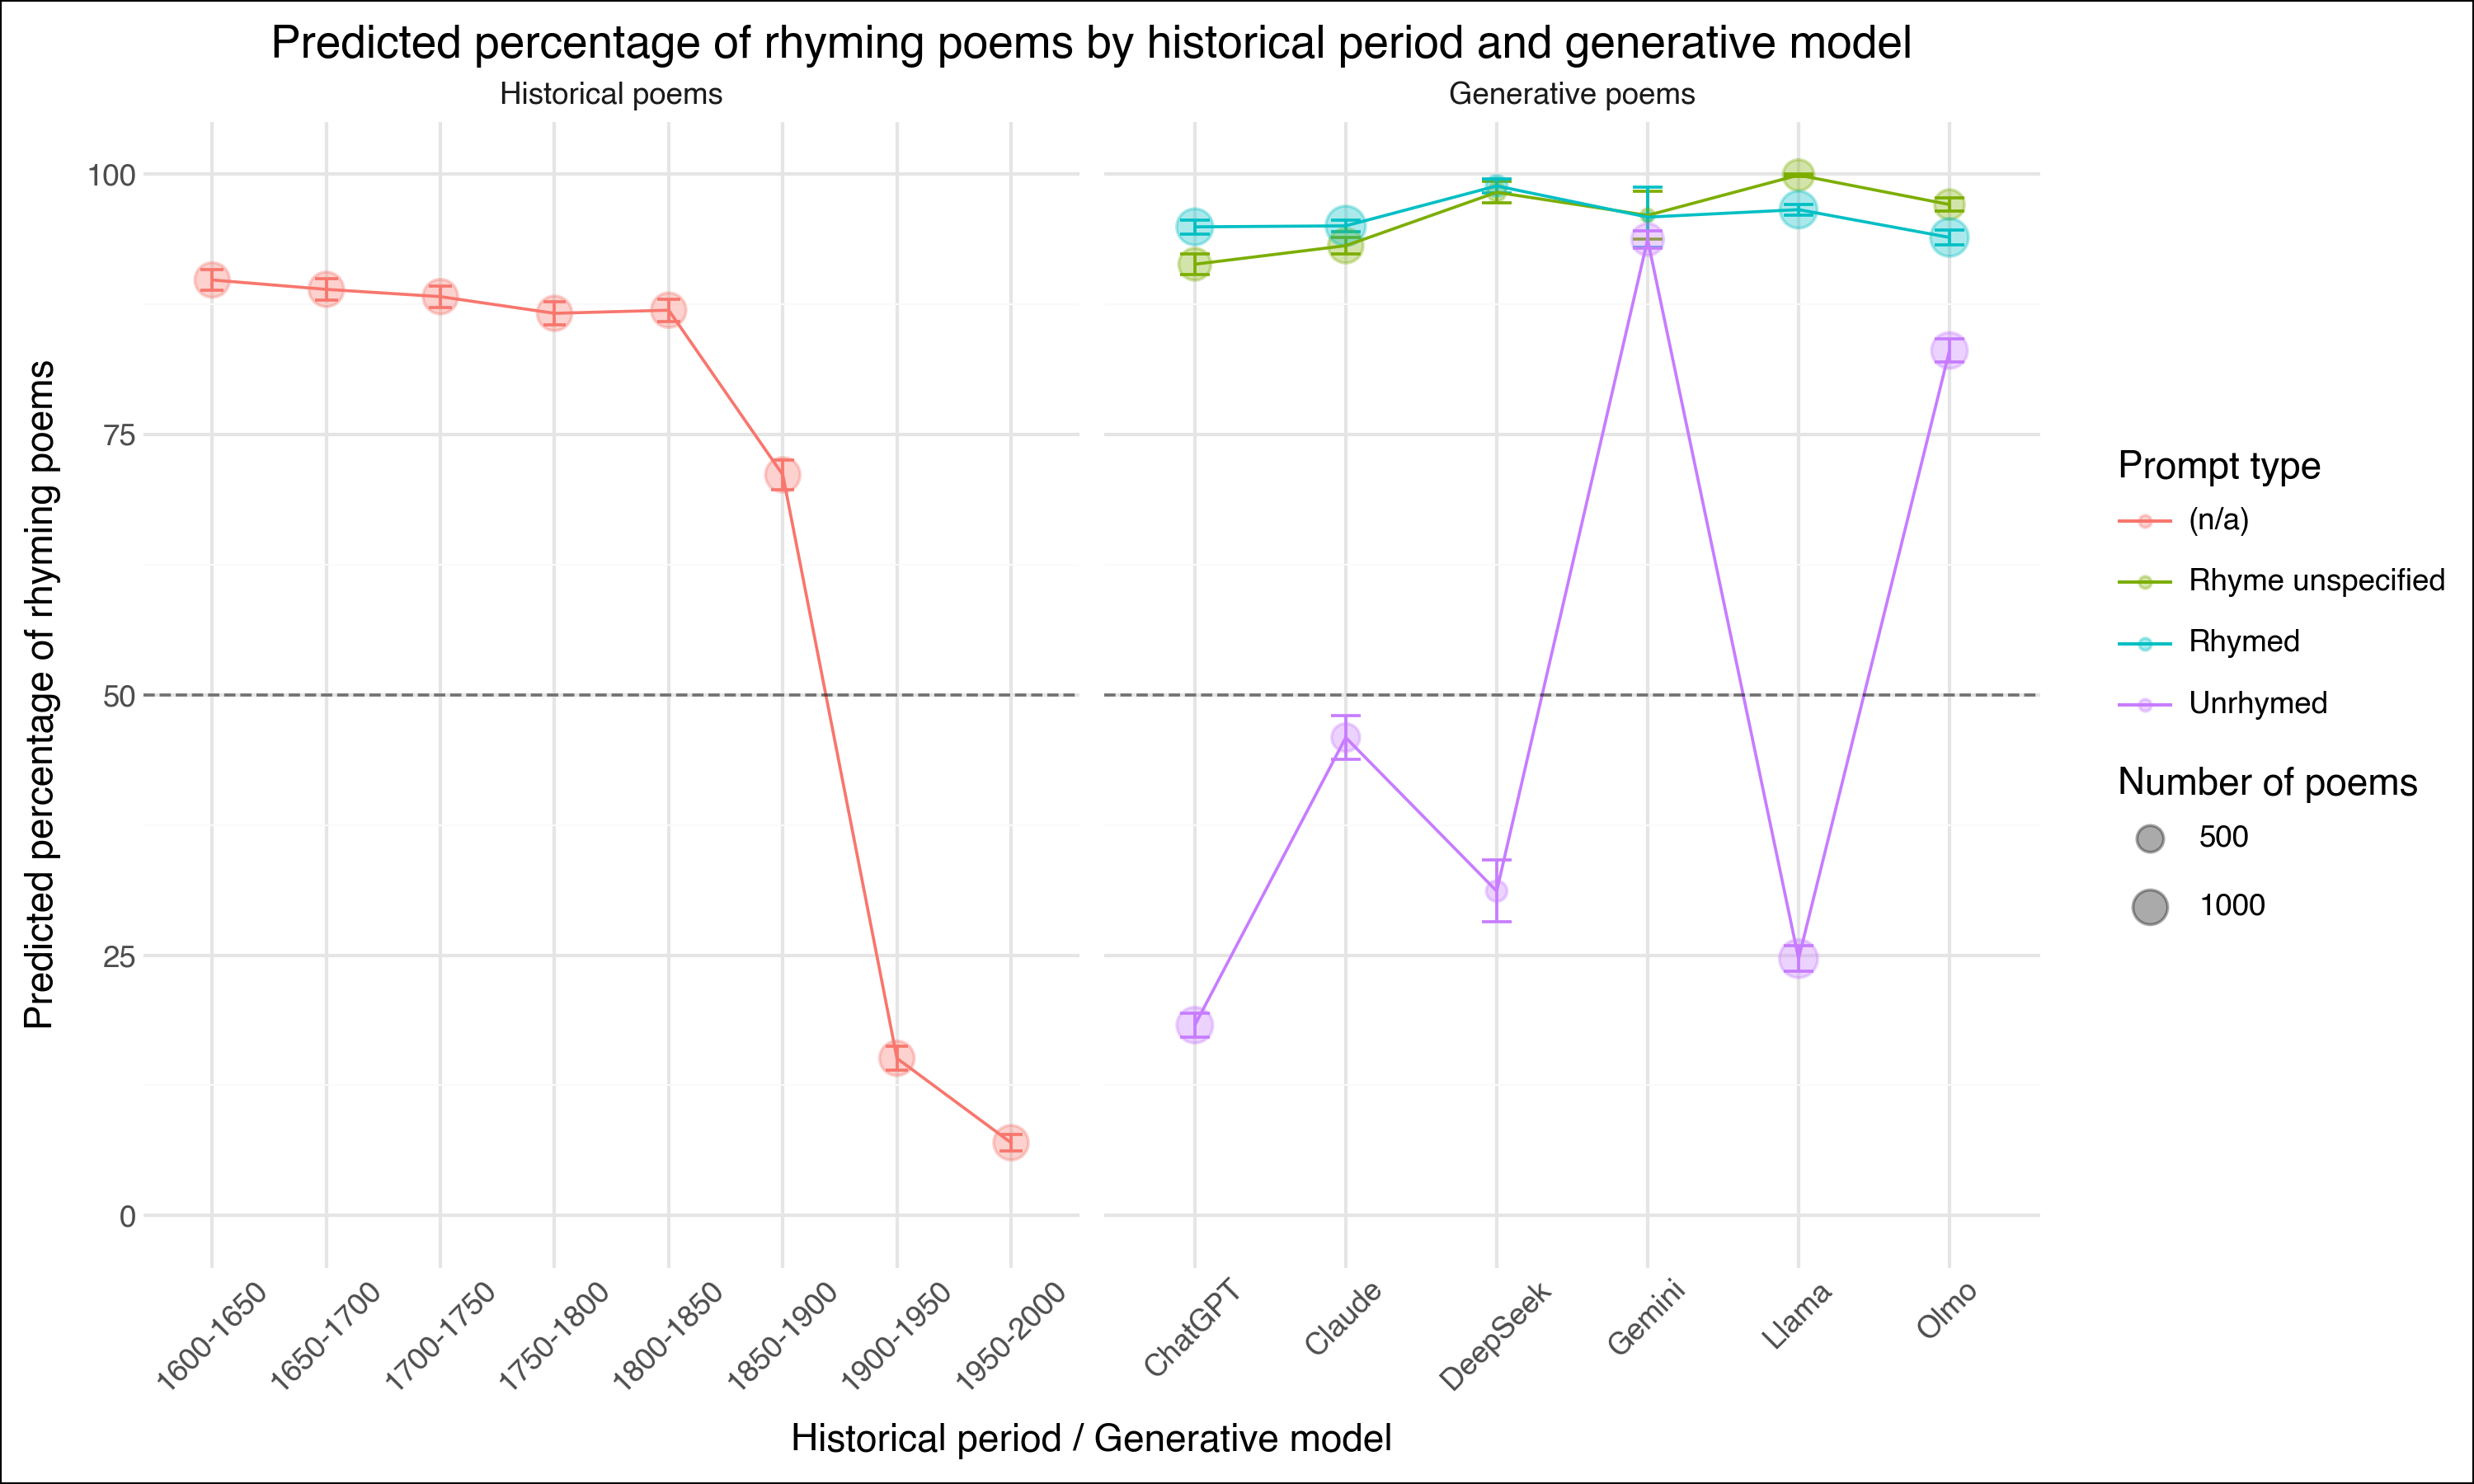 Predicted percentage of rhyming poems by historical period and generative model
Historical poems
Generative poems
Predicted percentage of rhyming poems
100
75
50
25
0
1600-1650
1650-1700
1700-1750
1750-1800
1800-1850
1850-1900
1900-1950
1950-2000
ChatGPT
Claude
DeepSeek
Gemini
Llama
Olmo
Historical period / Generative model
Prompt type
(n/a)
Rhyme unspecified
Rhymed
Unrhymed
Number of poems
500
1000